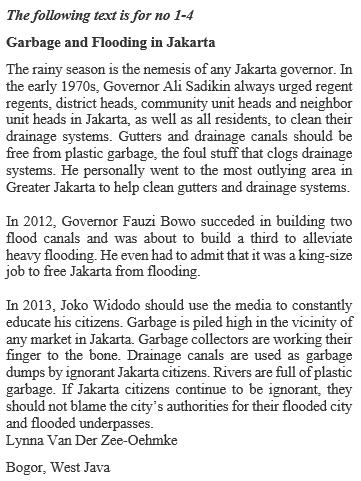 The following text is for no 1-4
Garbage and Flooding in Jakarta
The rainy season is the nemesis of any Jakarta governor. In
the early 1970s, Governor Ali Sadikin always urged regent
regents, district heads, community unit heads and neighbor
unit heads in Jakarta, as well as all residents, to clean their
drainage systems. Gutters and drainage canals should be
free from plastic garbage, the foul stuff that clogs drainage
systems. He personally went to the most outlying area in
Greater Jakarta to help clean gutters and drainage systems.
In 2012, Governor Fauzi Bowo succeded in building two
flood canals and was about to build a third to alleviate
heavy flooding. He even had to admit that it was a king-size
job to free Jakarta from flooding.
In 2013, Joko Widodo should use the media to constantly
educate his citizens. Garbage is piled high in the vicinity of
any market in Jakarta. Garbage collectors are working their
finger to the bone. Drainage canals are used as garbage
dumps by ignorant Jakarta citizens. Rivers are full of plastic
garbage. If Jakarta citizens continue to be ignorant, they
should not blame the city’s authorities for their flooded city
and flooded underpasses.
Lynna Van Der Zee-Oehmke
Bogor, West Java